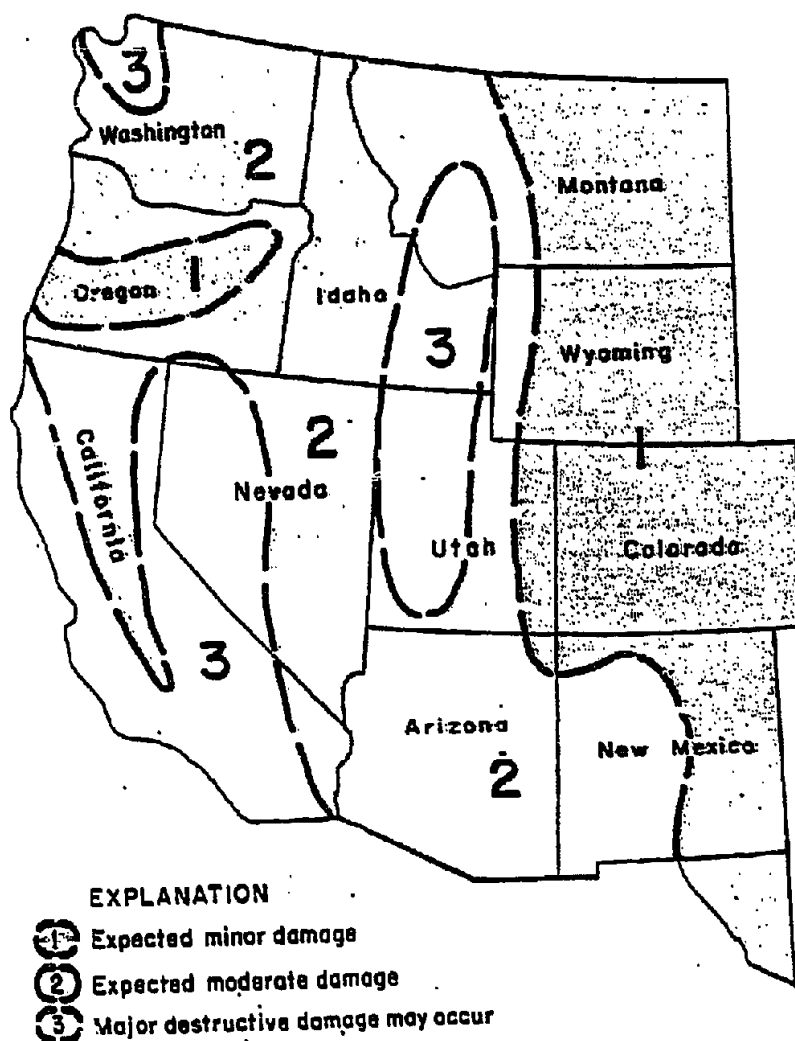 3
Washington
2
Montana
Oregon
1
Idaho
3
Wyoming
California
2
Nevada
1
Utah
Colorado
3
Arizona
New Mexico
2
EXPLANATION
1 Expected minor damage
2 Expected moderate damage
3 Major destructive damage may occur